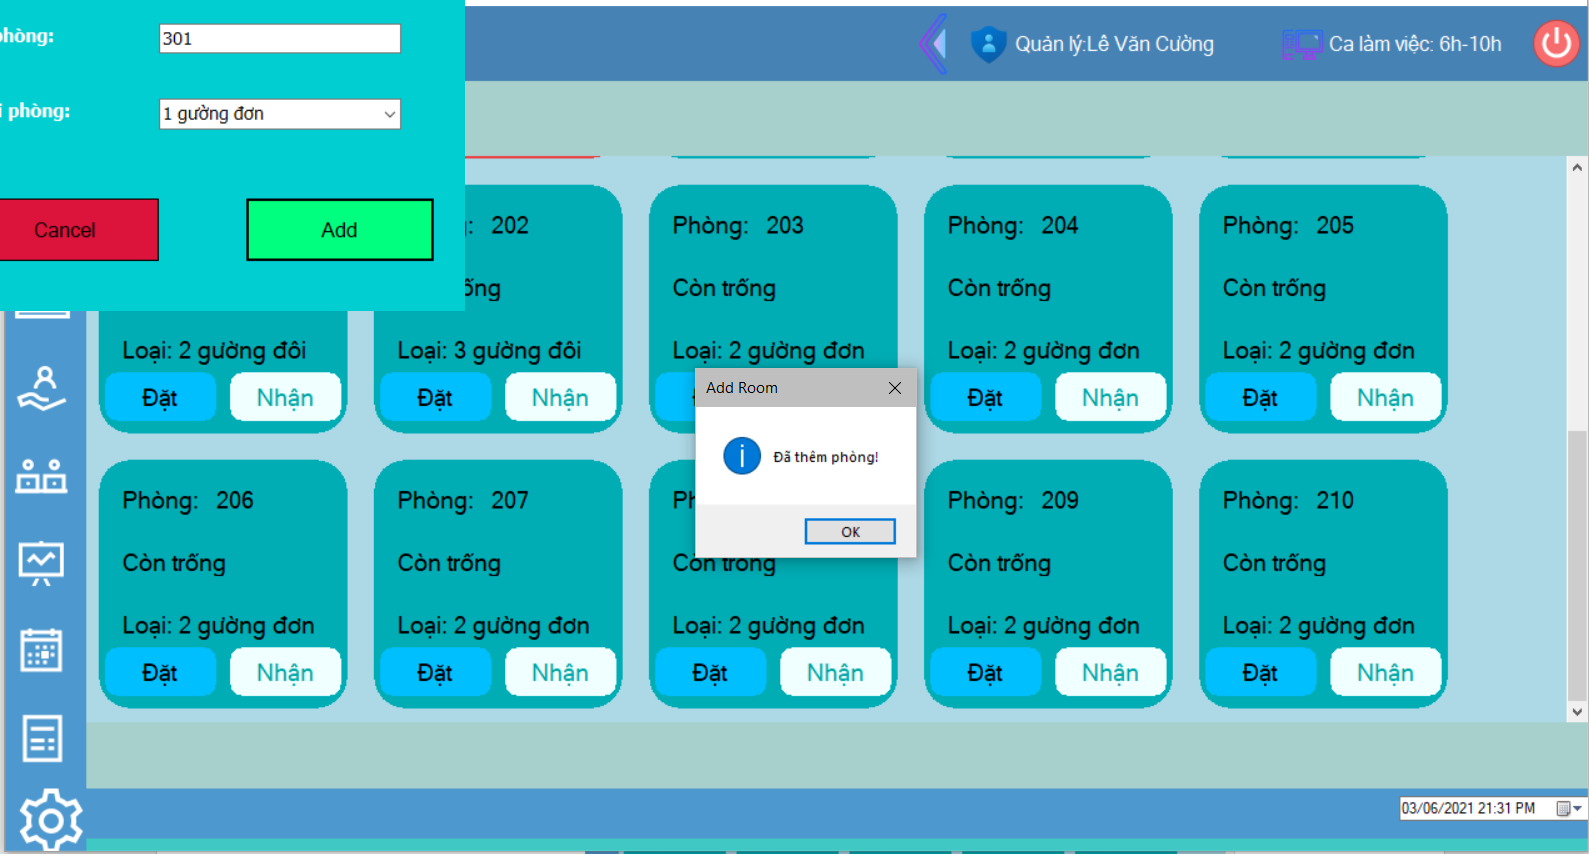 phòng:
301
Quản lý:Lê Văn Cường
Ca làm việc: 6h-10h
phòng:
1 gường đơn
Cancel
Add
202
Phòng: 203
Phòng: 204
Phòng: 205
Còn trống
Còn trống
Còn trống
Loại: 2 gường đôi
Loại: 3 gường đôi
Loại: 2 gường đơn
Loại: 2 gường đơn
Loại: 2 gường đơn
Add Room
Đặt
Nhận
Đặt
Nhận
Đặt
Nhận
Đặt
Nhận
Đã thêm phòng!
OK
Phòng: 206
Phòng: 207
Phòng: 209
Phòng: 210
Còn trống
Còn trống
Còn trống
Còn trống
Còn trống
Loại: 2 gường đơn
Loại: 2 gường đơn
Loại: 2 gường đơn
Loại: 2 gường đơn
Loại: 2 gường đơn
Đặt
Nhận
Đặt
Nhận
Đặt
Nhận
Đặt
Nhận
Đặt
Nhận
03/06/2021 21:31 PM